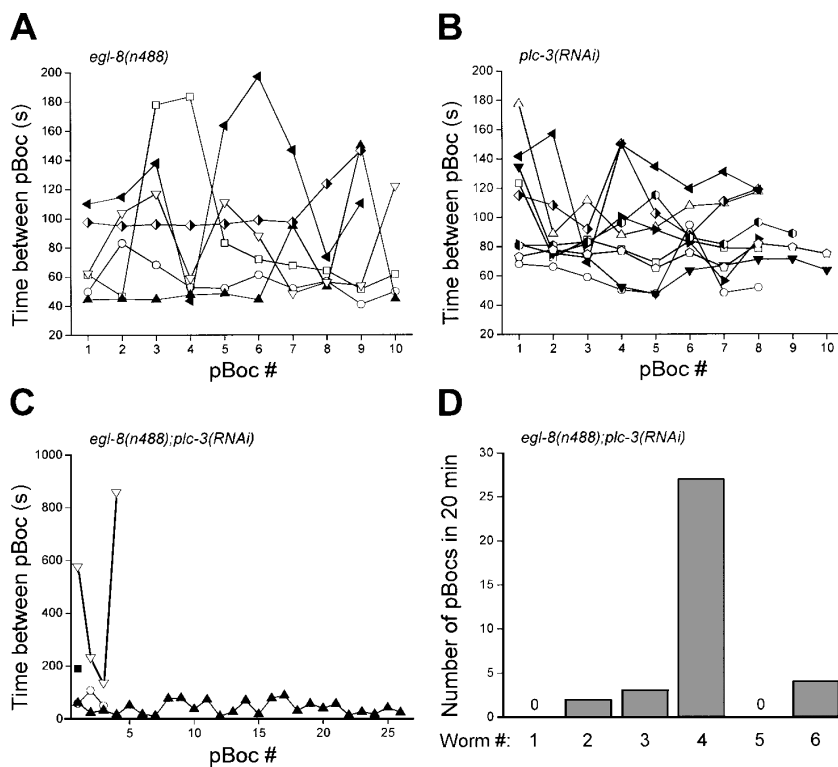 A
egl-8(n488)
Time between pBoc (s)
200
180
160
140
120
100
80
60
40
20
1 2 3 4 5 6 7 8 9 10
pBoc #
B
plc-3(RNAi)
Time between pBoc (s)
200
180
160
140
120
100
80
60
40
20
1 2 3 4 5 6 7 8 9 10
pBoc #
C
egl-8(n488);plc-3(RNAi)
Time between pBoc (s)
1000
800
600
400
200
0
5 10 15 20 25
pBoc #
D
egl-8(n488);plc-3(RNAi)
Number of pBocs in 20 min
30
25
20
15
10
5
0
0 0
Worm #: 1 2 3 4 5 6